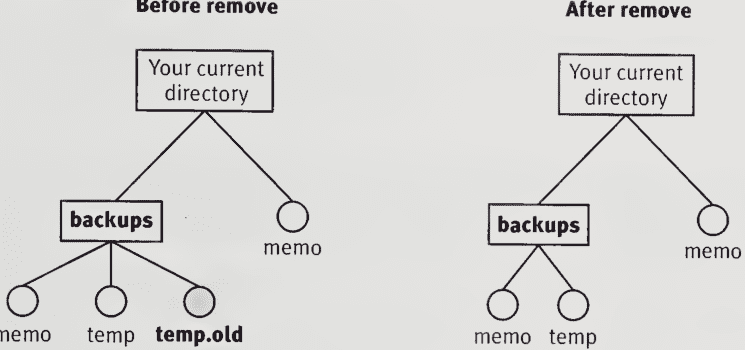 Before remove
Your current
directory
backups
memo
memo temp temp.old
After remove
Your current
directory
backups
memo
memo temp